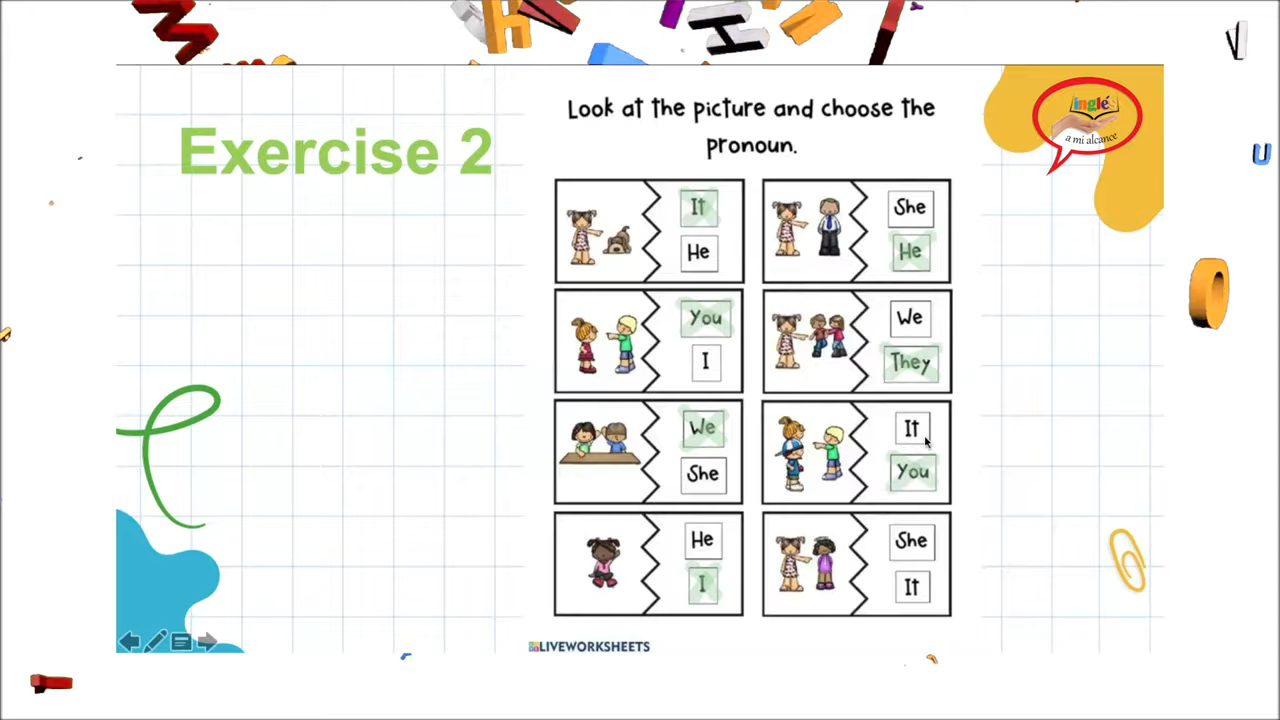 Look at the picture and choose the
pronoun.
Exercise 2
inglés
a mi alcance
It
He
She
He
You
I
We
They
We
She
It
You
He
I
She
It
LIVEWORKSHEETS